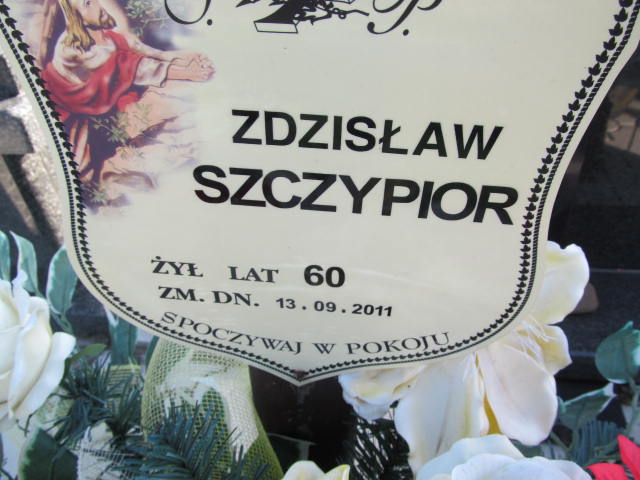 Ś. P.
ZDZISŁAW
SZCZYPIOR
ŻYŁ LAT 60
ZM. DN. 13.09.2011
SPOCZYWAJ W POKOJU